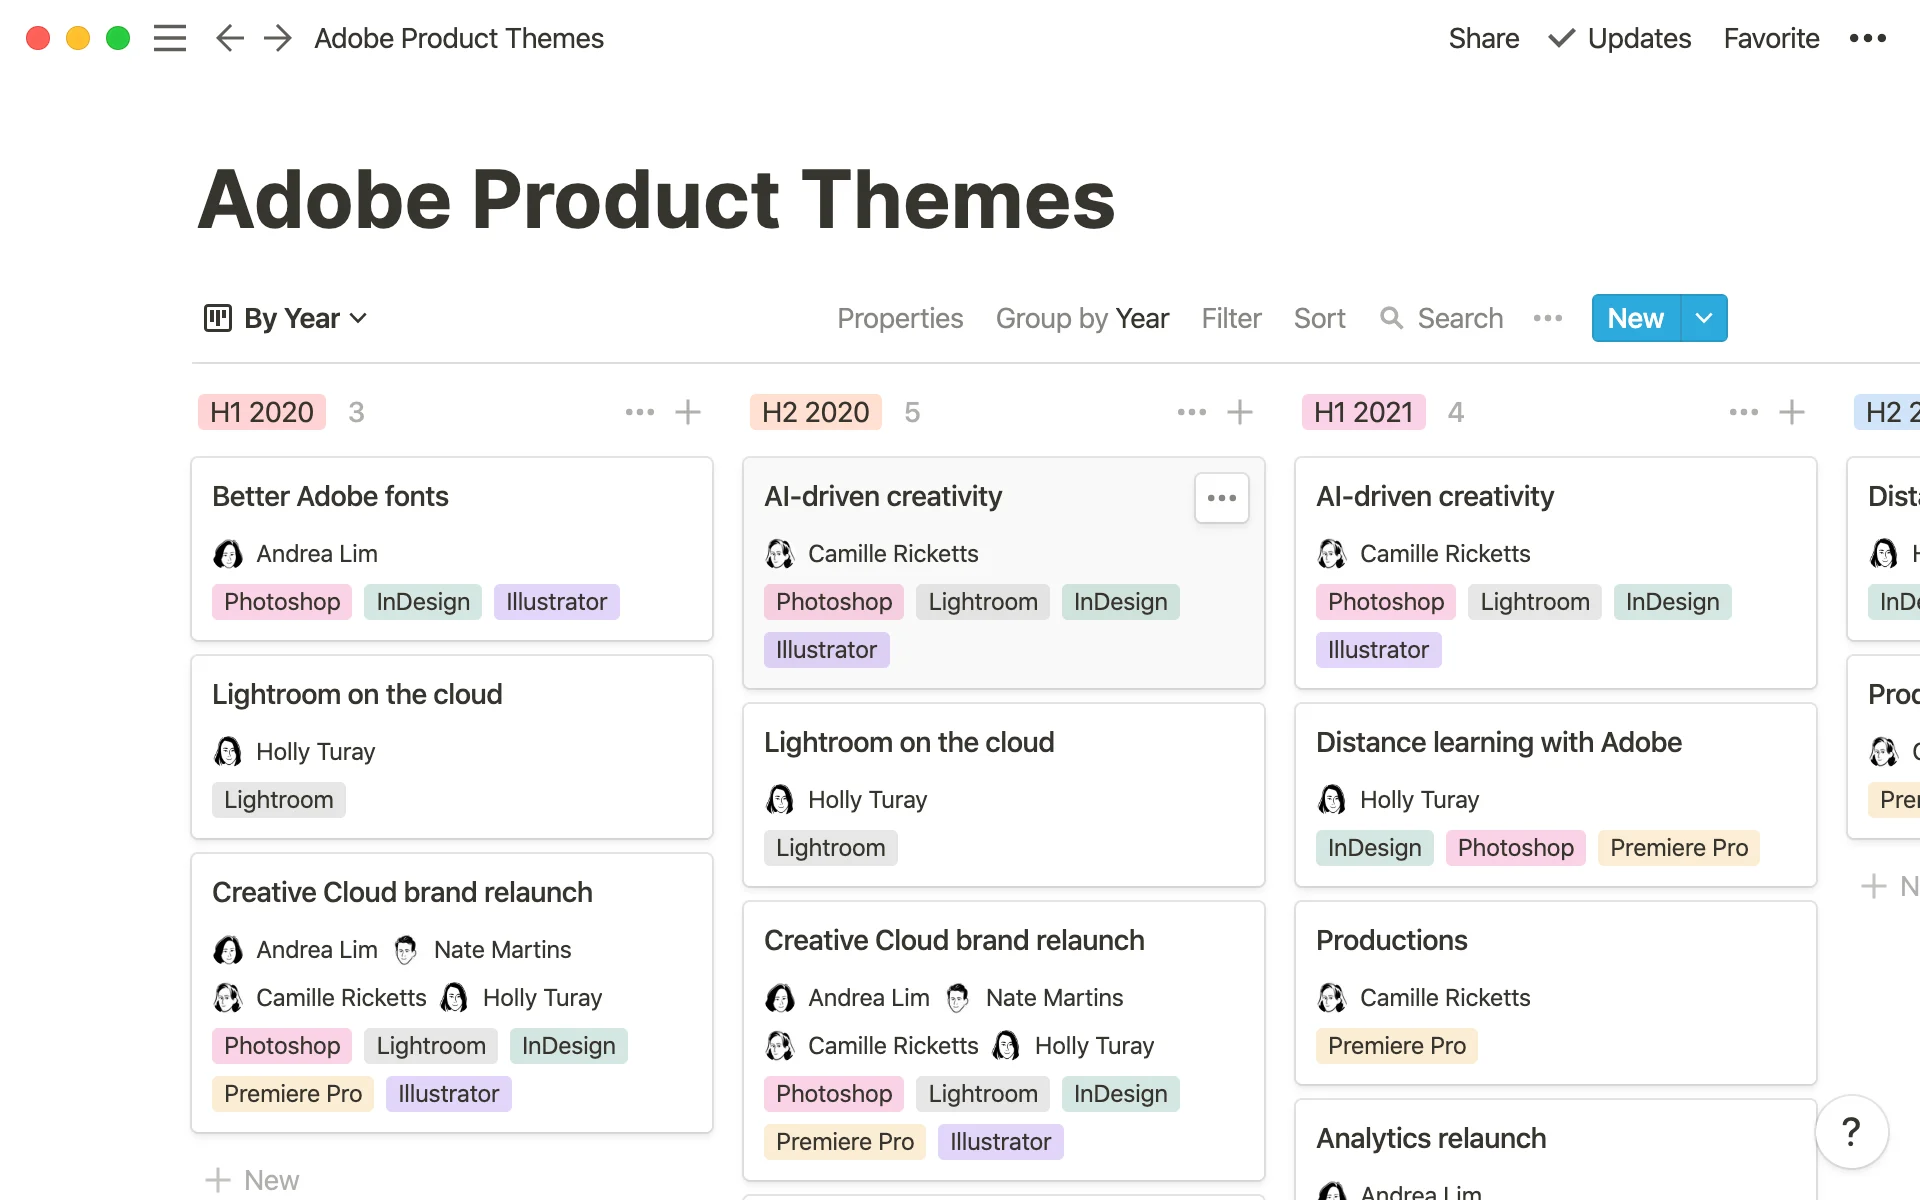 Adobe Product Themes
Share Updates Favorite
Adobe Product Themes
By Year
Properties Group by Year Filter Sort Search New
H1 2020 3
Better Adobe fonts
Andrea Lim
Photoshop InDesign Illustrator
Lightroom on the cloud
Holly Turay
Lightroom
Creative Cloud brand relaunch
Andrea Lim Nate Martins
Camille Ricketts Holly Turay
Photoshop Lightroom InDesign
Premiere Pro Illustrator
New
H2 2020 5
AI-driven creativity
Camille Ricketts
Photoshop Lightroom InDesign
Illustrator
Lightroom on the cloud
Holly Turay
Lightroom
Creative Cloud brand relaunch
Andrea Lim Nate Martins
Camille Ricketts Holly Turay
Photoshop Lightroom InDesign
Premiere Pro Illustrator
H1 2021 4
AI-driven creativity
Camille Ricketts
Photoshop Lightroom InDesign
Illustrator
Distance learning with Adobe
Holly Turay
InDesign Photoshop Premiere Pro
Productions
Camille Ricketts
Premiere Pro
Analytics relaunch
Andrea Lim
H2
?